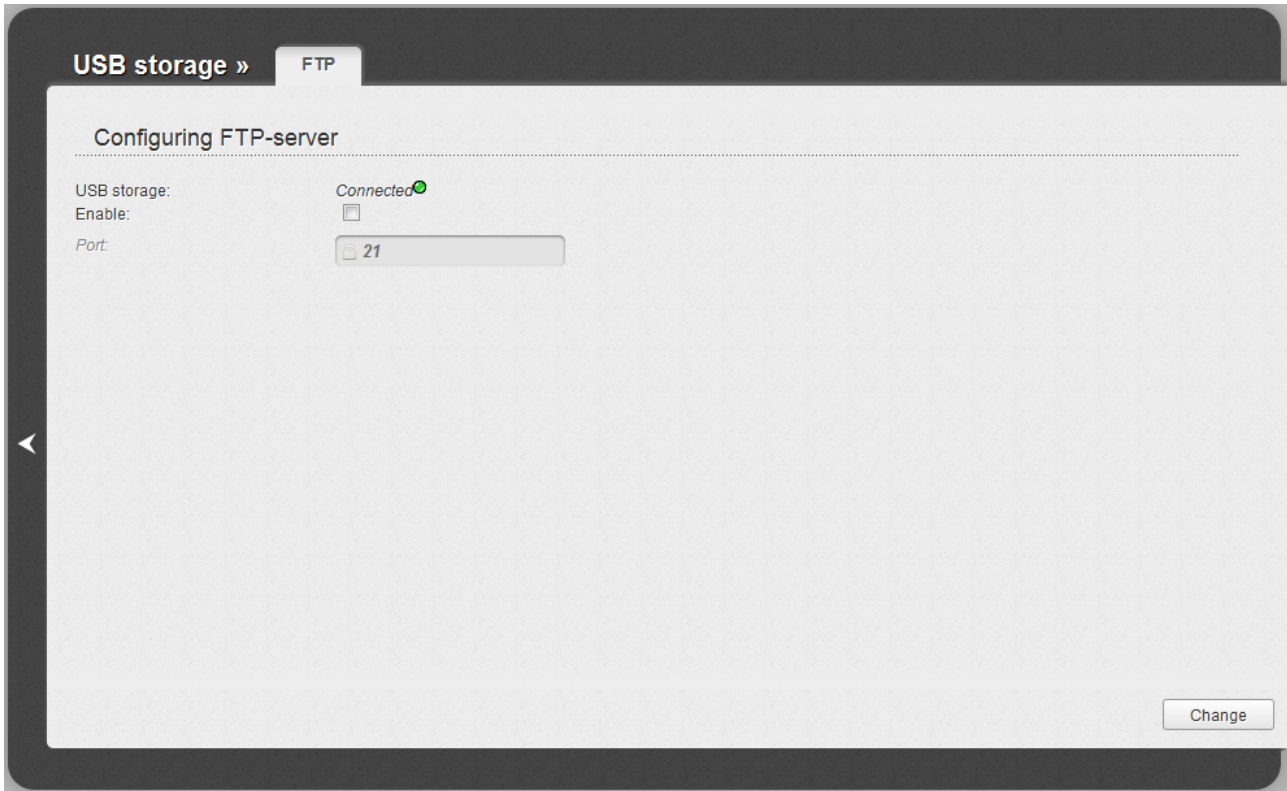 USB storage » FTP
Configuring FTP-server
USB storage: Connected
Enable:
Port: 21
Change